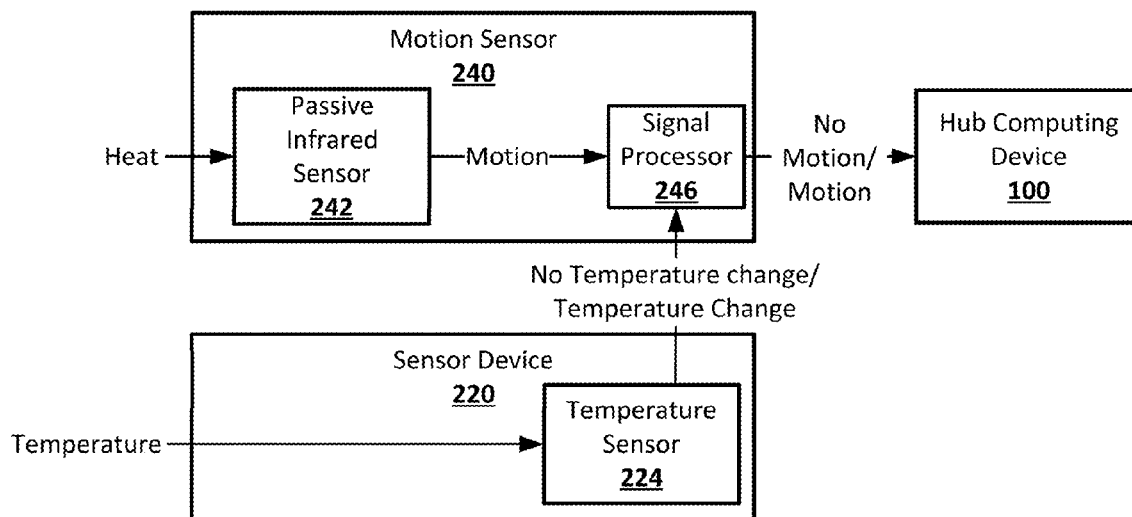 Motion Sensor
240
Passive
Infrared
Sensor
242
Heat
Motion
Signal
Processor
246
No
Motion/
Motion
Hub Computing
Device
100
No Temperature change/
Temperature Change
Sensor Device
220
Temperature
Temperature
Sensor
224